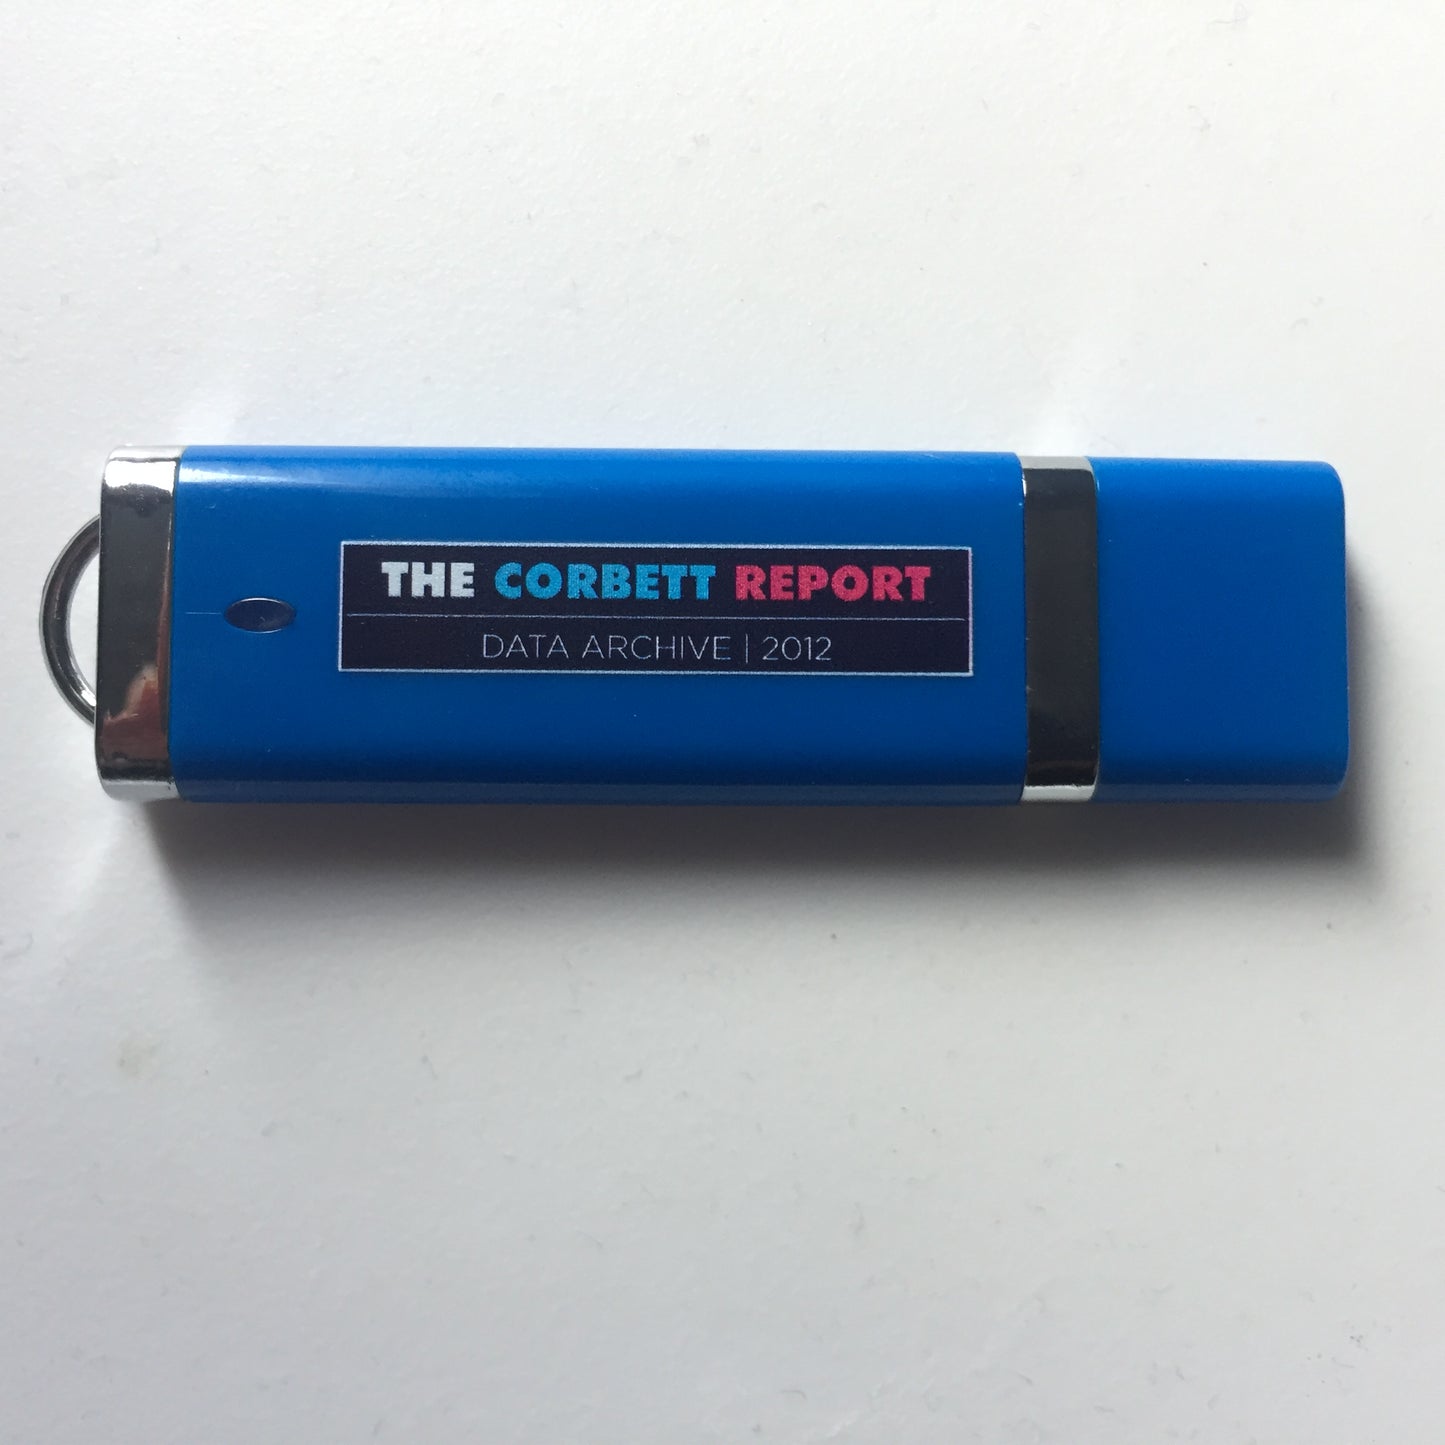 THE CORBETT REPORT
DATA ARCHIVE | 2012